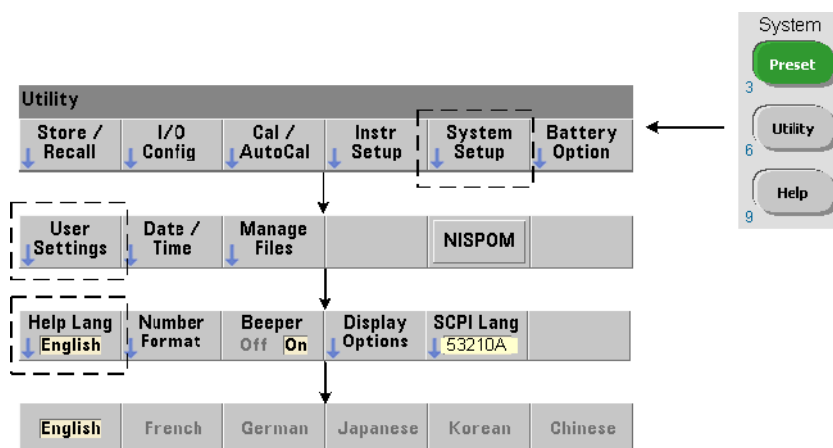 System
Preset
3
Utility
6
Help
9
Utility
Store / Recall
I/O Config
Cal / AutoCal
Instr Setup
System Setup
Battery Option
User Settings
Date / Time
Manage Files
NISPOM
Help Lang
English
Number Format
Beeper
Off On
Display Options
SCPI Lang
53210A
English French German Japanese Korean Chinese